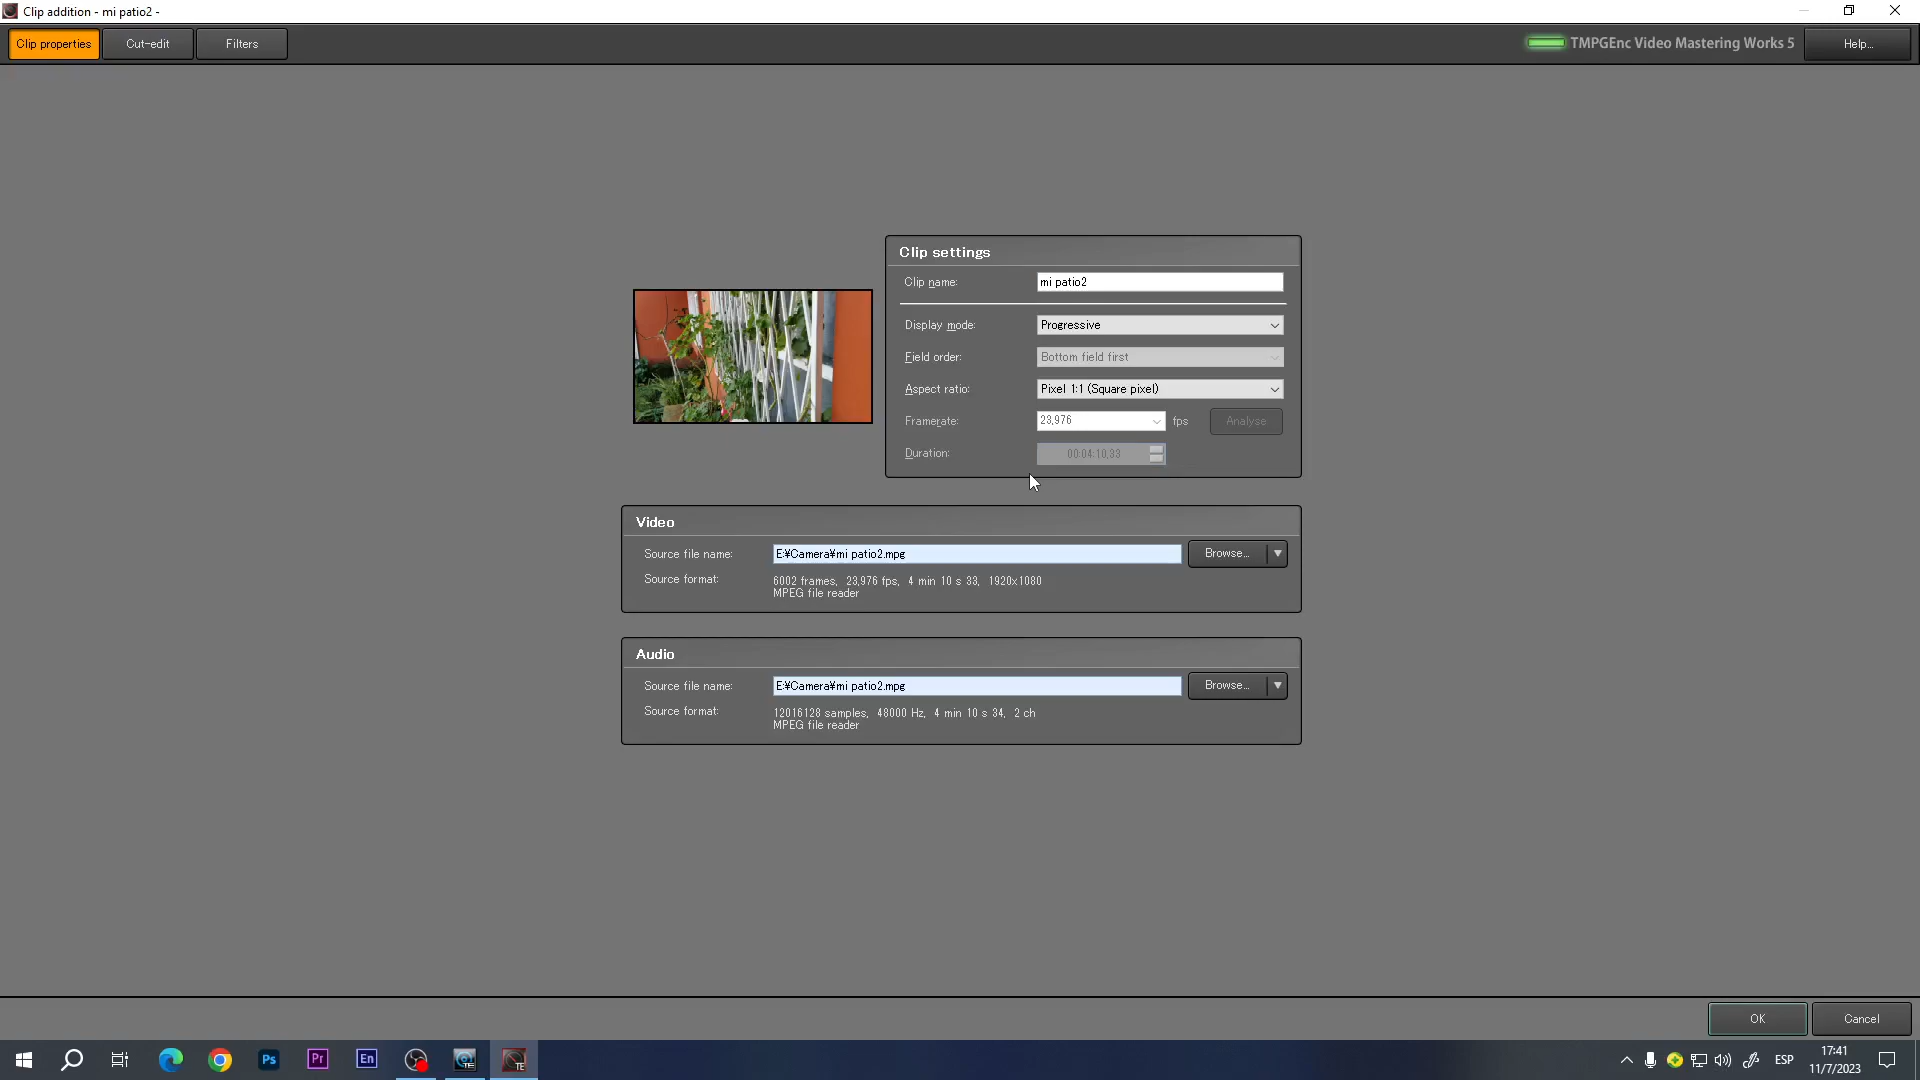 Clip addition - mi patio2 -
Clip properties
Cut-edit
Filters
TMPGEnc Video Mastering Works 5
Help...
Clip settings
Clip name:
mi patio2
Display mode:
Progressive
Field order:
Bottom field first
Aspect ratio:
Pixel 1:1 (Square pixel)
Framerate:
23,976
fps
Analyse
Duration:
00:04:10,33
Video
Source file name:
E:¥Camera¥mi patio2.mpg
Browse...
Source format:
6002 frames, 23,976 fps, 4 min 10 s 33, 1920x1080
MPEG file reader
Audio
Source file name:
E:¥Camera¥mi patio2.mpg
Browse...
Source format:
12016128 samples, 48000 Hz, 4 min 10 s 34, 2 ch
MPEG file reader
OK
Cancel
Ps
Pr
En
TE
TE
ESP
17:41
11/7/2023